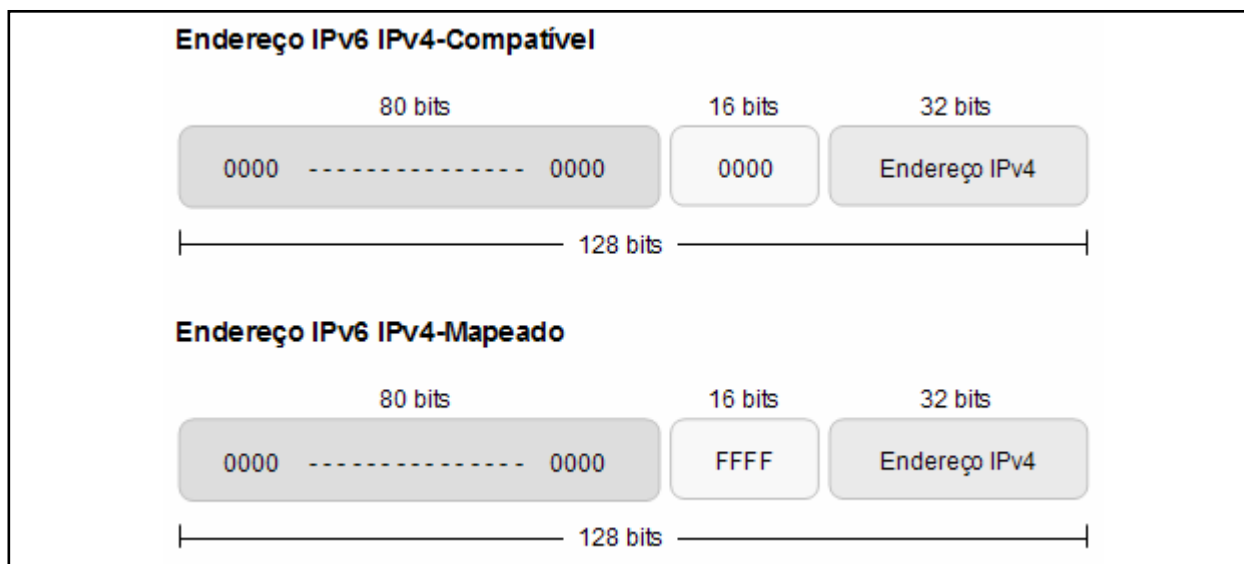 Endereço IPv6 IPv4-Compatível
80 bits 16 bits 32 bits
0000 --------------- 0000 0000 Endereço IPv4
128 bits
Endereço IPv6 IPv4-Mapeado
80 bits 16 bits 32 bits
0000 --------------- 0000 FFFF Endereço IPv4
128 bits